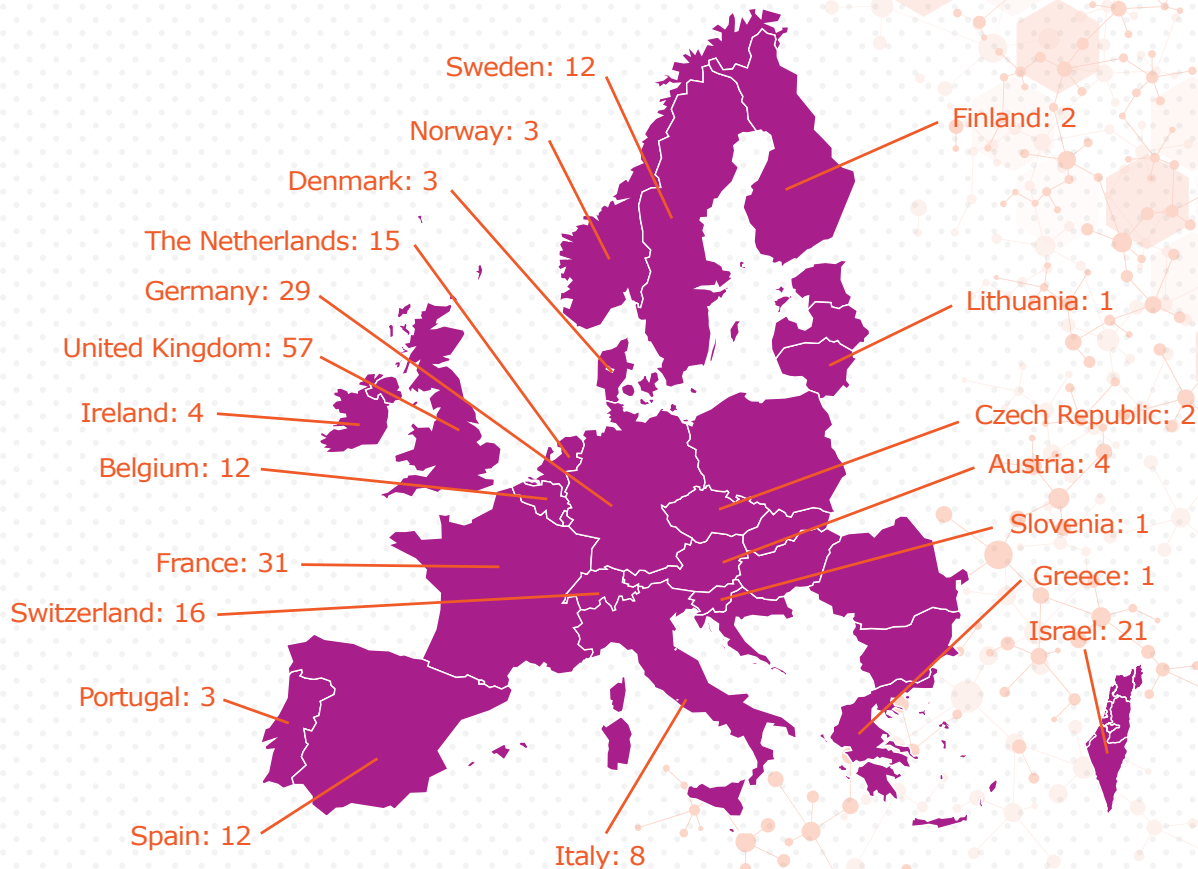 Sweden: 12
Norway: 3
Denmark: 3
The Netherlands: 15
Germany: 29
United Kingdom: 57
Ireland: 4
Belgium: 12
France: 31
Switzerland: 16
Portugal: 3
Spain: 12
Italy: 8
Finland: 2
Lithuania: 1
Czech Republic: 2
Austria: 4
Slovenia: 1
Greece: 1
Israel: 21